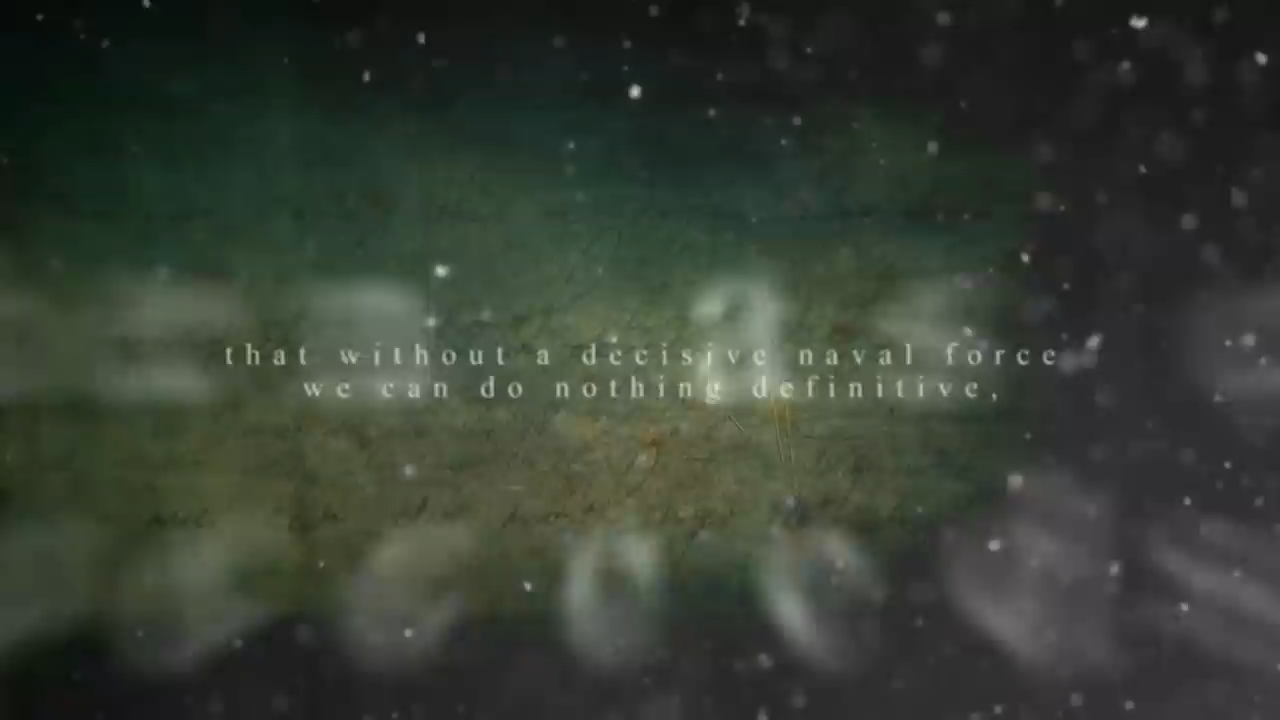 that without a decisive naval force
we can do nothing definitive,